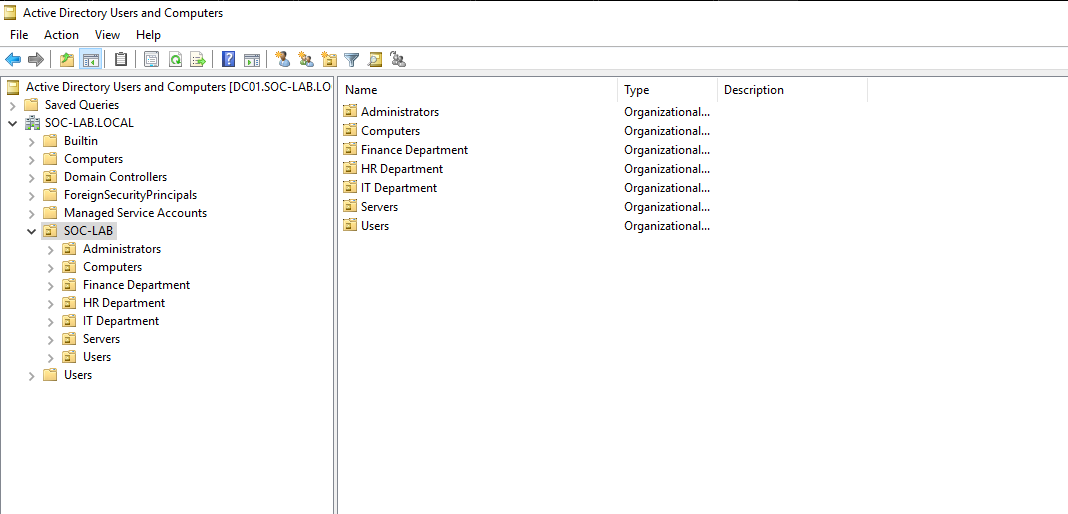 Active Directory Users and Computers
File Action View Help
Active Directory Users and Computers [DC01.SOC-LAB.LO
Saved Queries
SOC-LAB.LOCAL
Builtin
Computers
Domain Controllers
ForeignSecurityPrincipals
Managed Service Accounts
SOC-LAB
Administrators
Computers
Finance Department
HR Department
IT Department
Servers
Users
Users
Name Type Description
Administrators Organizational...
Computers Organizational...
Finance Department Organizational...
HR Department Organizational...
IT Department Organizational...
Servers Organizational...
Users Organizational...